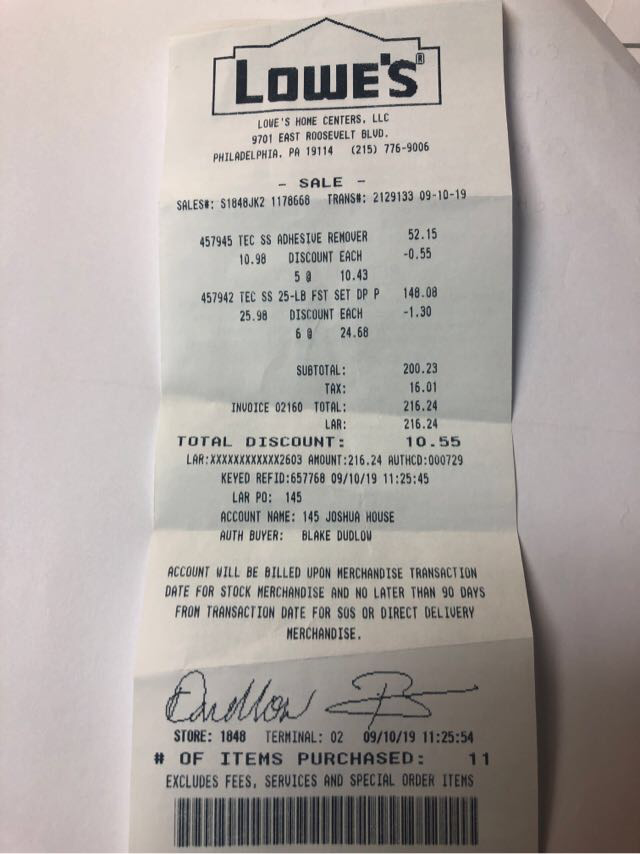 LOWE'S®
LOWE'S HOME CENTERS, LLC
9701 EAST ROOSEVELT BLVD.
PHILADELPHIA, PA 19114 (215) 776-9006
- SALE -
SALES#: S1848JK2 1178668 TRANS#: 2129133 09-10-19
457945 TEC SS ADHESIVE REMOVER 52.15
10.98 DISCOUNT EACH -0.55
5 @ 10.43
457942 TEC SS 25-LB FST SET DP P 148.08
25.98 DISCOUNT EACH -1.30
6 @ 24.68
SUBTOTAL: 200.23
TAX: 16.01
INVOICE 02160 TOTAL: 216.24
LAR: 216.24
TOTAL DISCOUNT: 10.55
LAR:XXXXXXXXXXXX2603 AMOUNT:216.24 AUTHCD:000729
KEYED REFID:657768 09/10/19 11:25:45
LAR PO: 145
ACCOUNT NAME: 145 JOSHUA HOUSE
AUTH BUYER: BLAKE DUDLOW
ACCOUNT WILL BE BILLED UPON MERCHANDISE TRANSACTION
DATE FOR STOCK MERCHANDISE AND NO LATER THAN 90 DAYS
FROM TRANSACTION DATE FOR SOS OR DIRECT DELIVERY
MERCHANDISE.
STORE: 1848 TERMINAL: 02 09/10/19 11:25:54
# OF ITEMS PURCHASED: 11
EXCLUDES FEES, SERVICES AND SPECIAL ORDER ITEMS